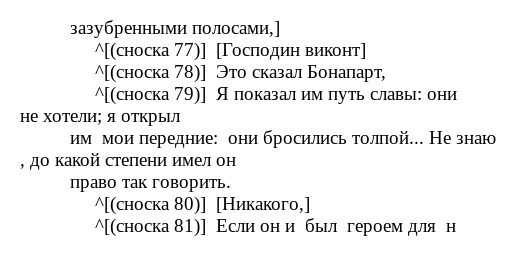 зазубренными полосами,]
^[(сноска 77)]  [Господин виконт]
^[(сноска 78)]  Это сказал Бонапарт,
^[(сноска 79)]  Я показал им путь славы: они
не хотели; я открыл
им  мои передние:  они бросились толпой... Не знаю
, до какой степени имел он
право так говорить.
^[(сноска 80)]  [Никакого,]
^[(сноска 81)]  Если он и  был  героем для  н